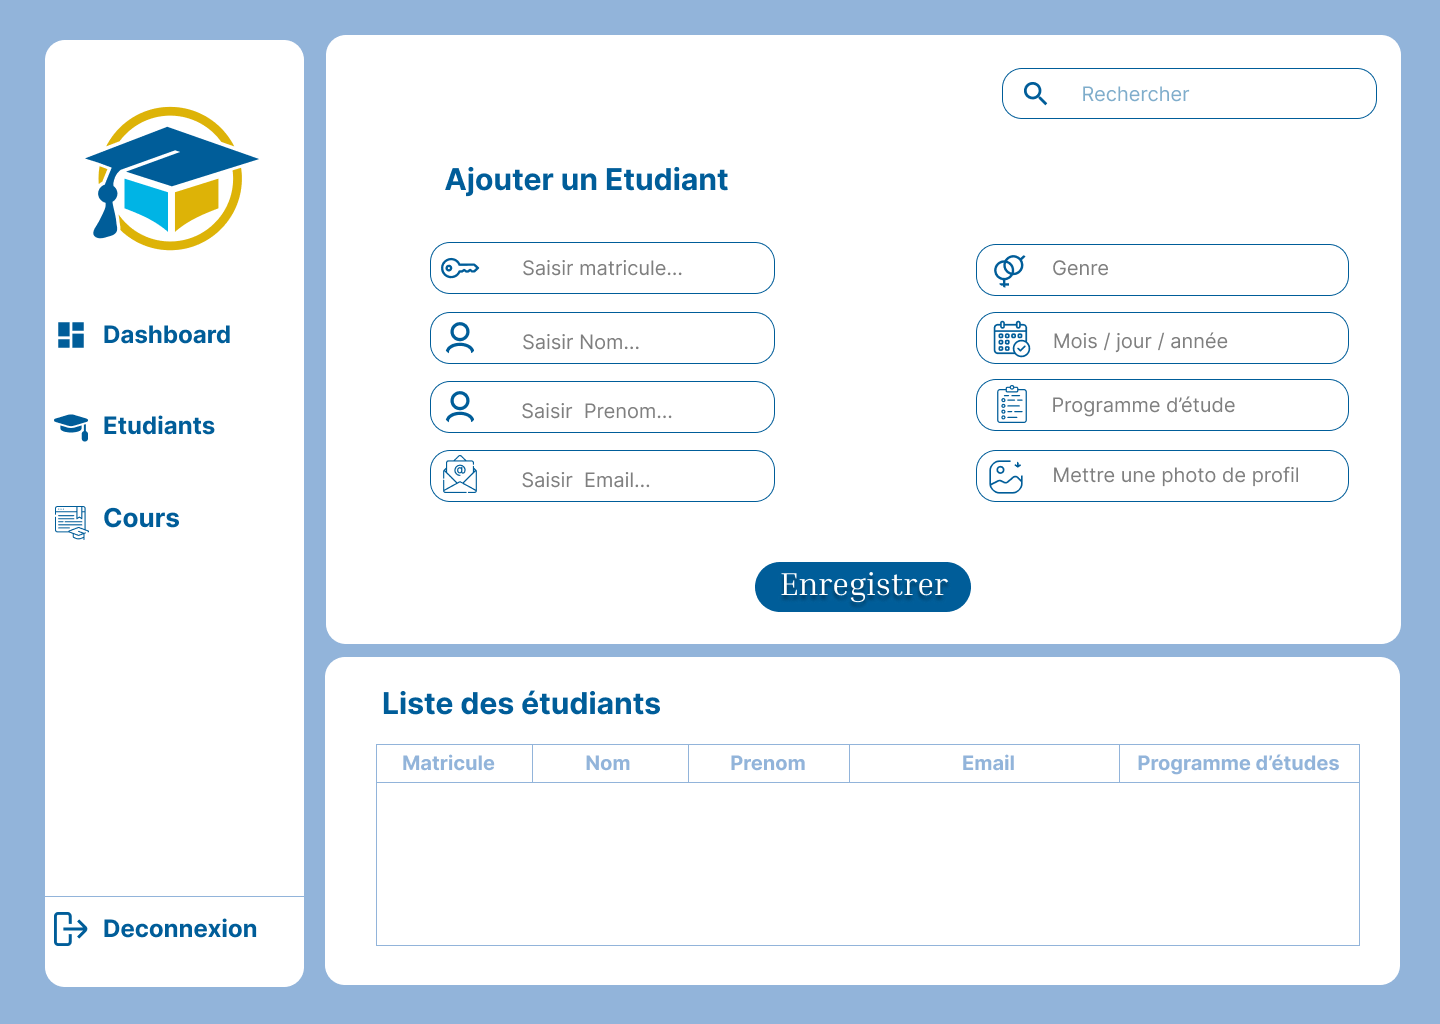 Rechercher
Ajouter un Etudiant
Saisir matricule...
Genre
Saisir Nom...
Mois / jour / année
Saisir  Prenom...
Programme d’étude
@
Saisir  Email...
Mettre une photo de profil
Enregistrer
Dashboard
Etudiants
Cours
Deconnexion
Liste des étudiants
Matricule Nom Prenom Email Programme d’études